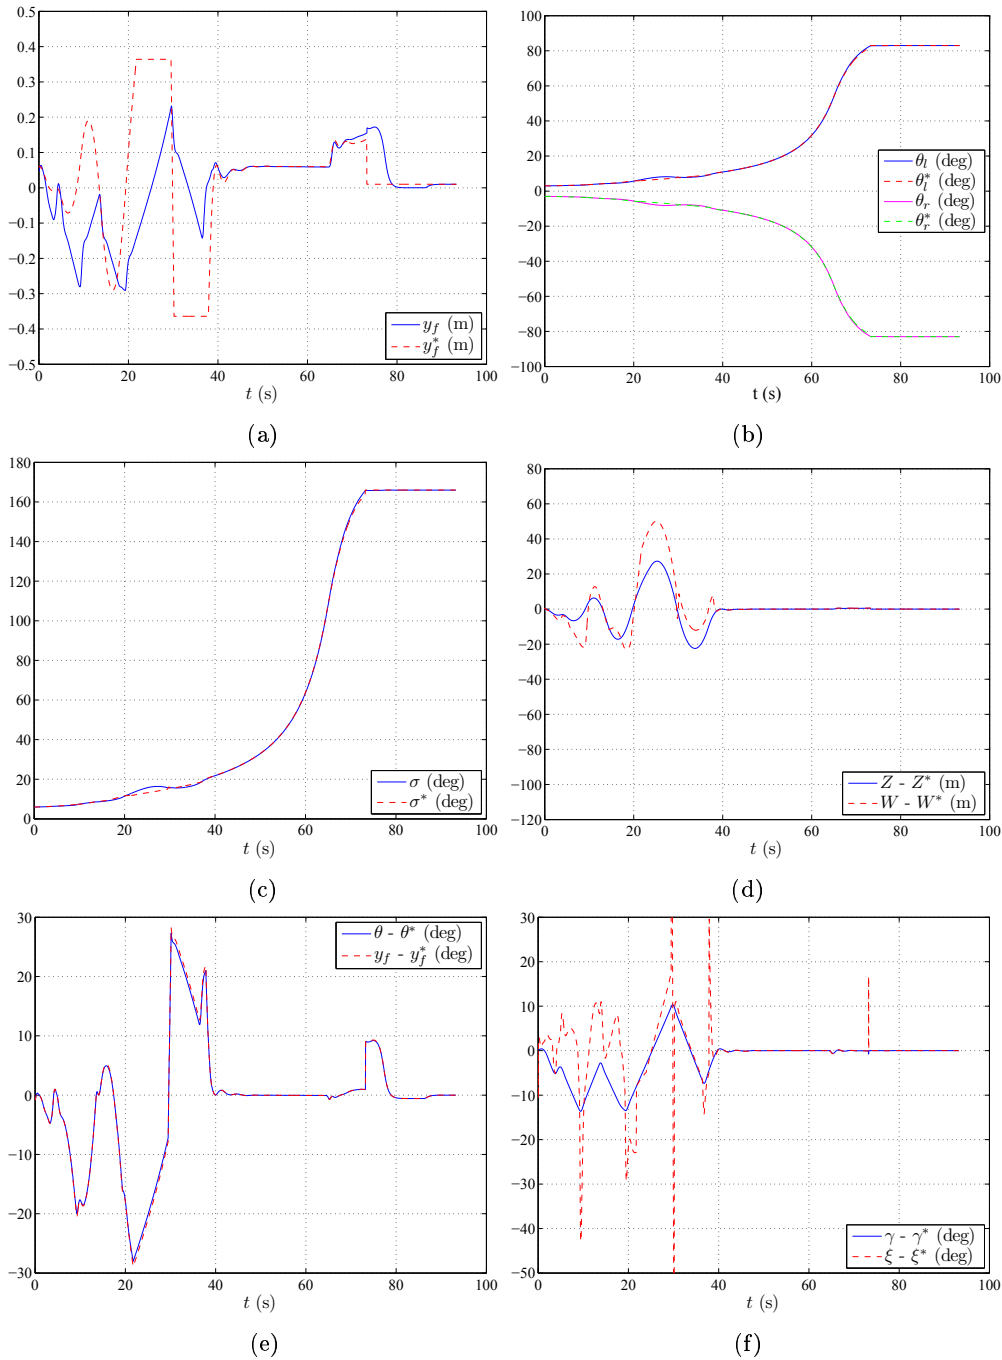 0.5
0.4
0.3
0.2
0.1
0
−0.1
−0.2
−0.3
−0.4
−0.5
0 20 40 60 80 100
y_f (m)
y_f^* (m)
t (s)
(a)
100
80
60
40
20
0
−20
−40
−60
−80
−100
0 20 40 60 80 100
θ_l (deg)
θ_l^* (deg)
θ_r (deg)
θ_r^* (deg)
t (s)
(b)
180
160
140
120
100
80
60
40
20
0
0 20 40 60 80 100
σ (deg)
σ* (deg)
t (s)
(c)
80
60
40
20
0
−20
−40
−60
−80
−100
−120
0 20 40 60 80 100
Z - Z* (m)
W - W* (m)
t (s)
(d)
30
20
10
0
−10
−20
−30
0 20 40 60 80 100
θ - θ* (deg)
y_f - y_f^* (deg)
t (s)
(e)
30
20
10
0
−10
−20
−30
−40
−50
0 20 40 60 80 100
γ - γ* (deg)
ξ - ξ* (deg)
t (s)
(f)